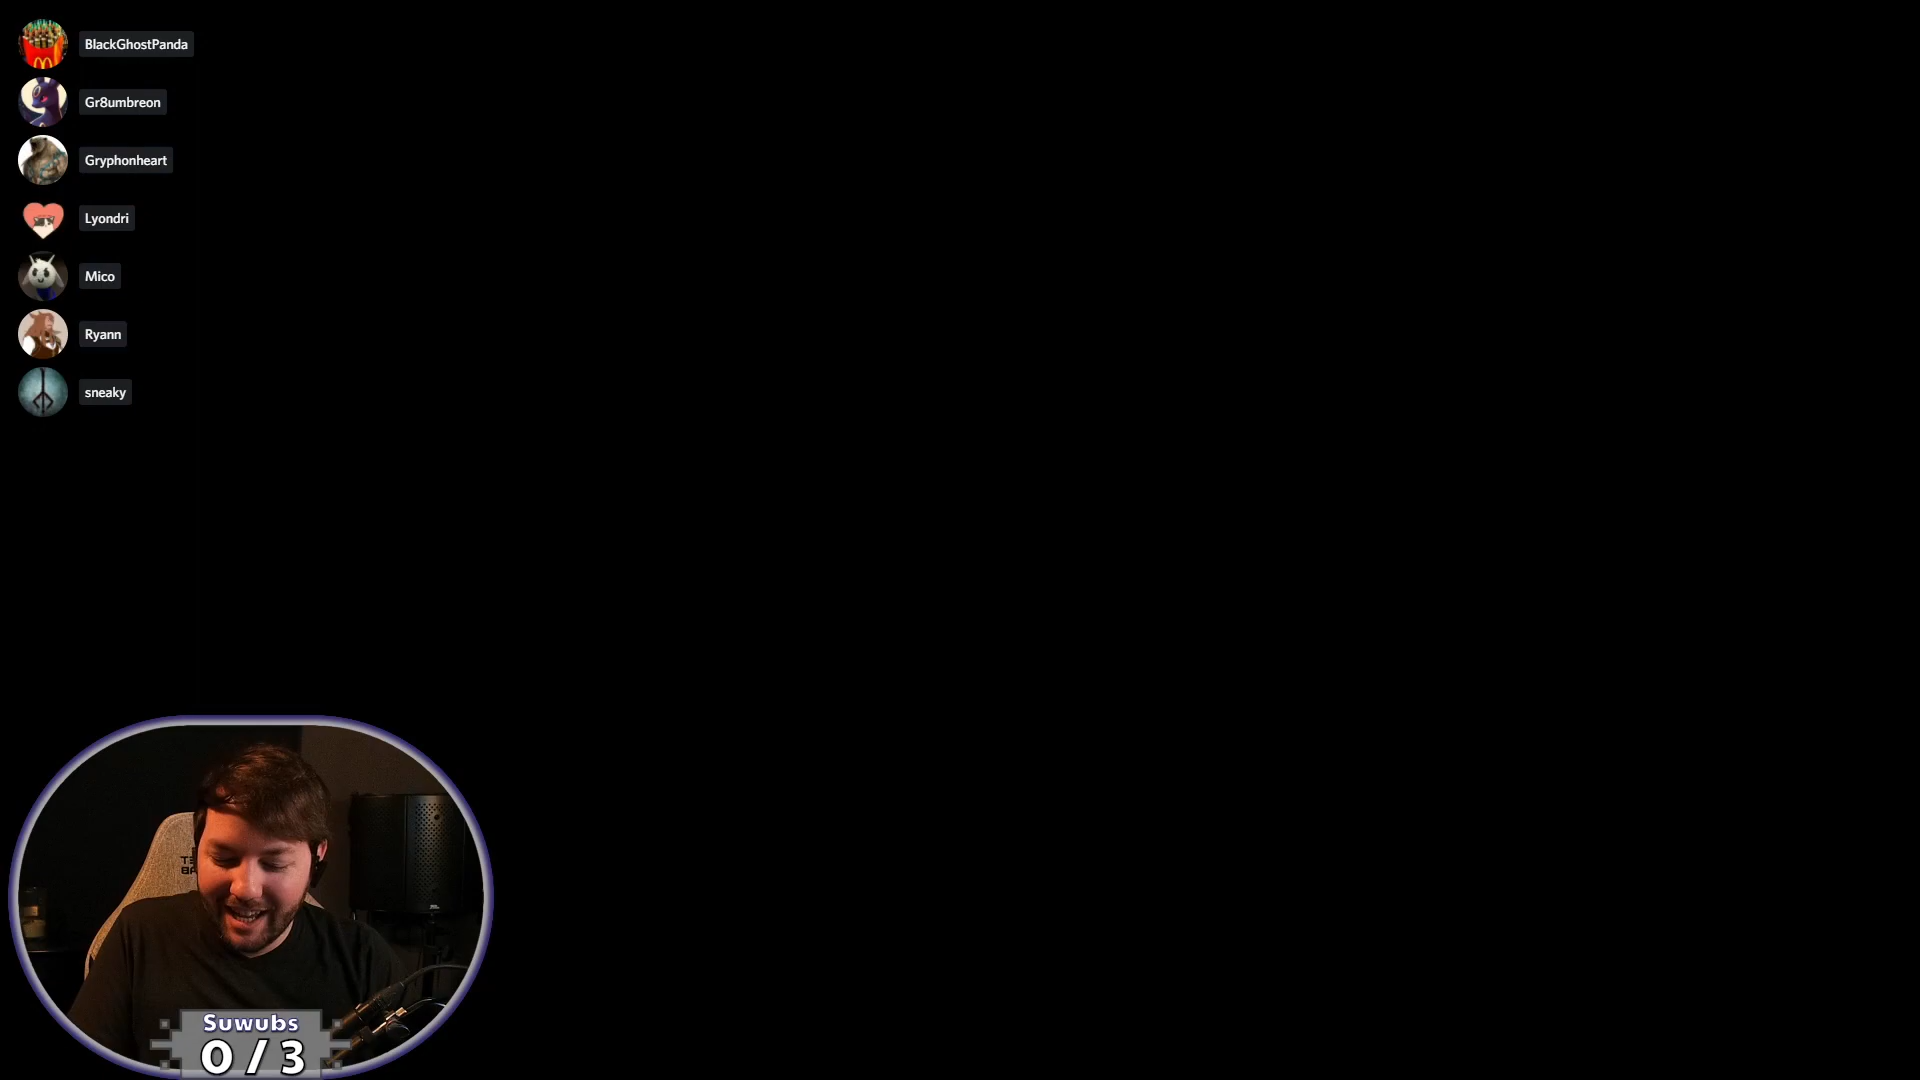 BlackGhostPanda
Gr8umbreon
Gryphonheart
Lyondri
Mico
Ryann
sneaky
Suwubs
0 / 3